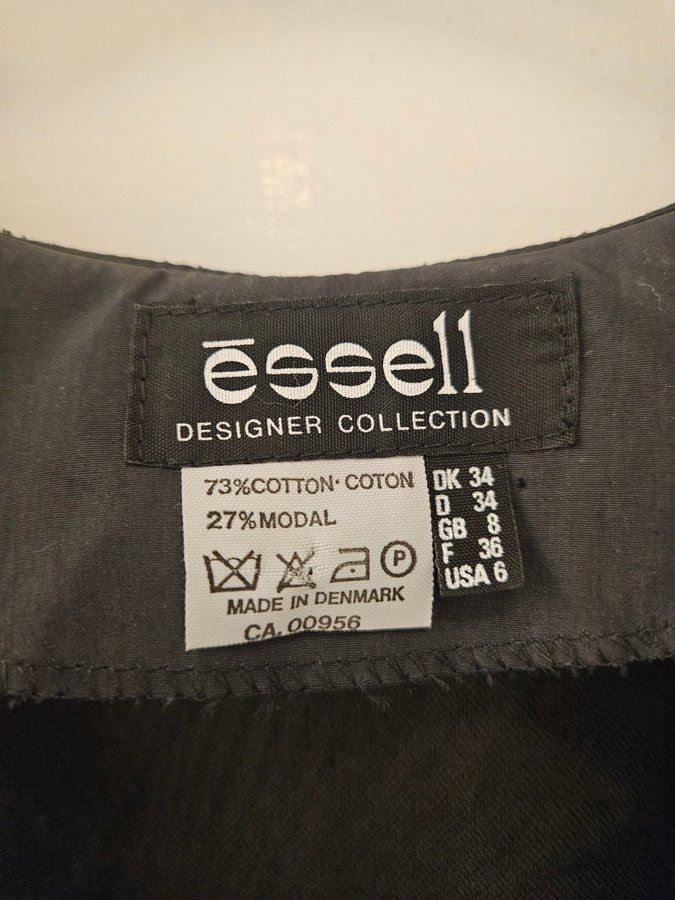 ēssell
DESIGNER COLLECTION
73%COTTON·COTON
27%MODAL
P
MADE IN DENMARK
CA. 00956
DK 34
D 34
GB 8
F 36
USA 6